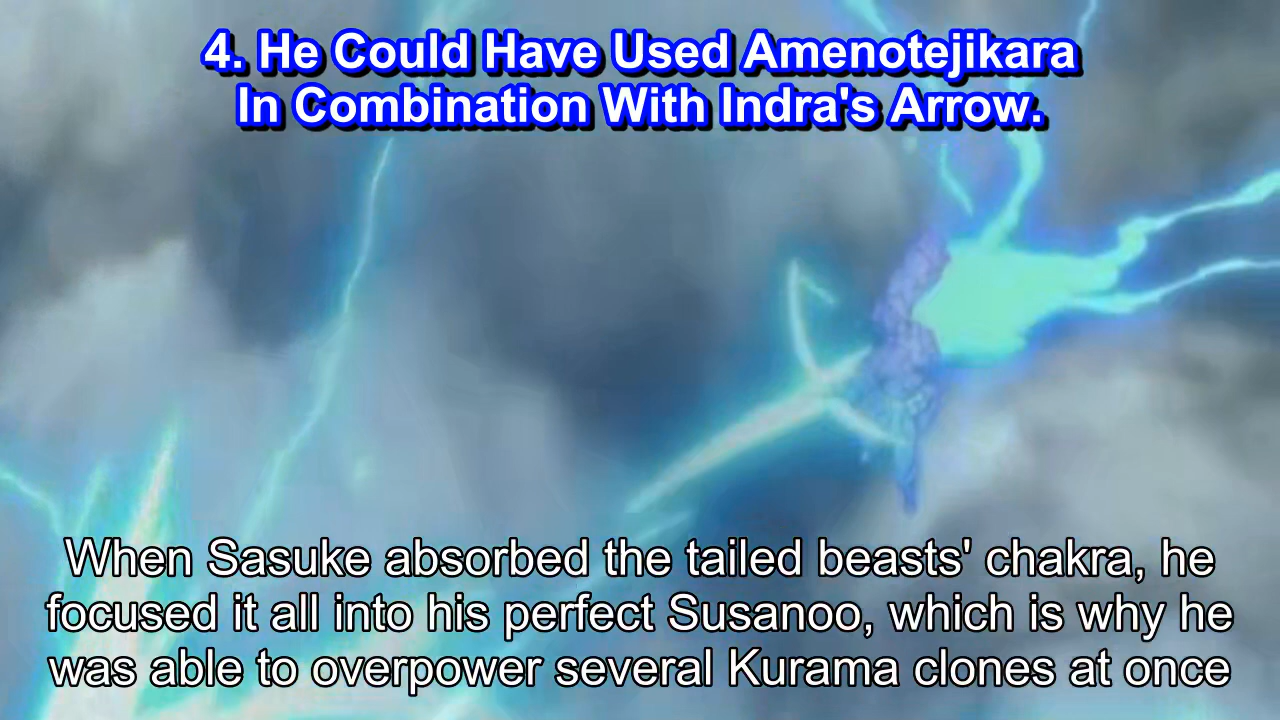 4. He Could Have Used Amenotejikara
In Combination With Indra's Arrow.
When Sasuke absorbed the tailed beasts' chakra, he
focused it all into his perfect Susanoo, which is why he
was able to overpower several Kurama clones at once